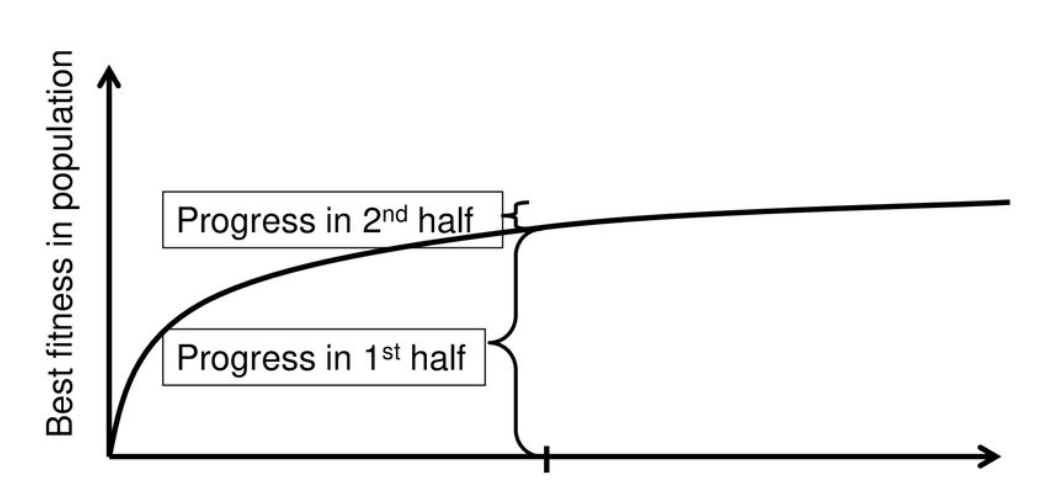 Best fitness in population
Progress in 2nd half
Progress in 1st half